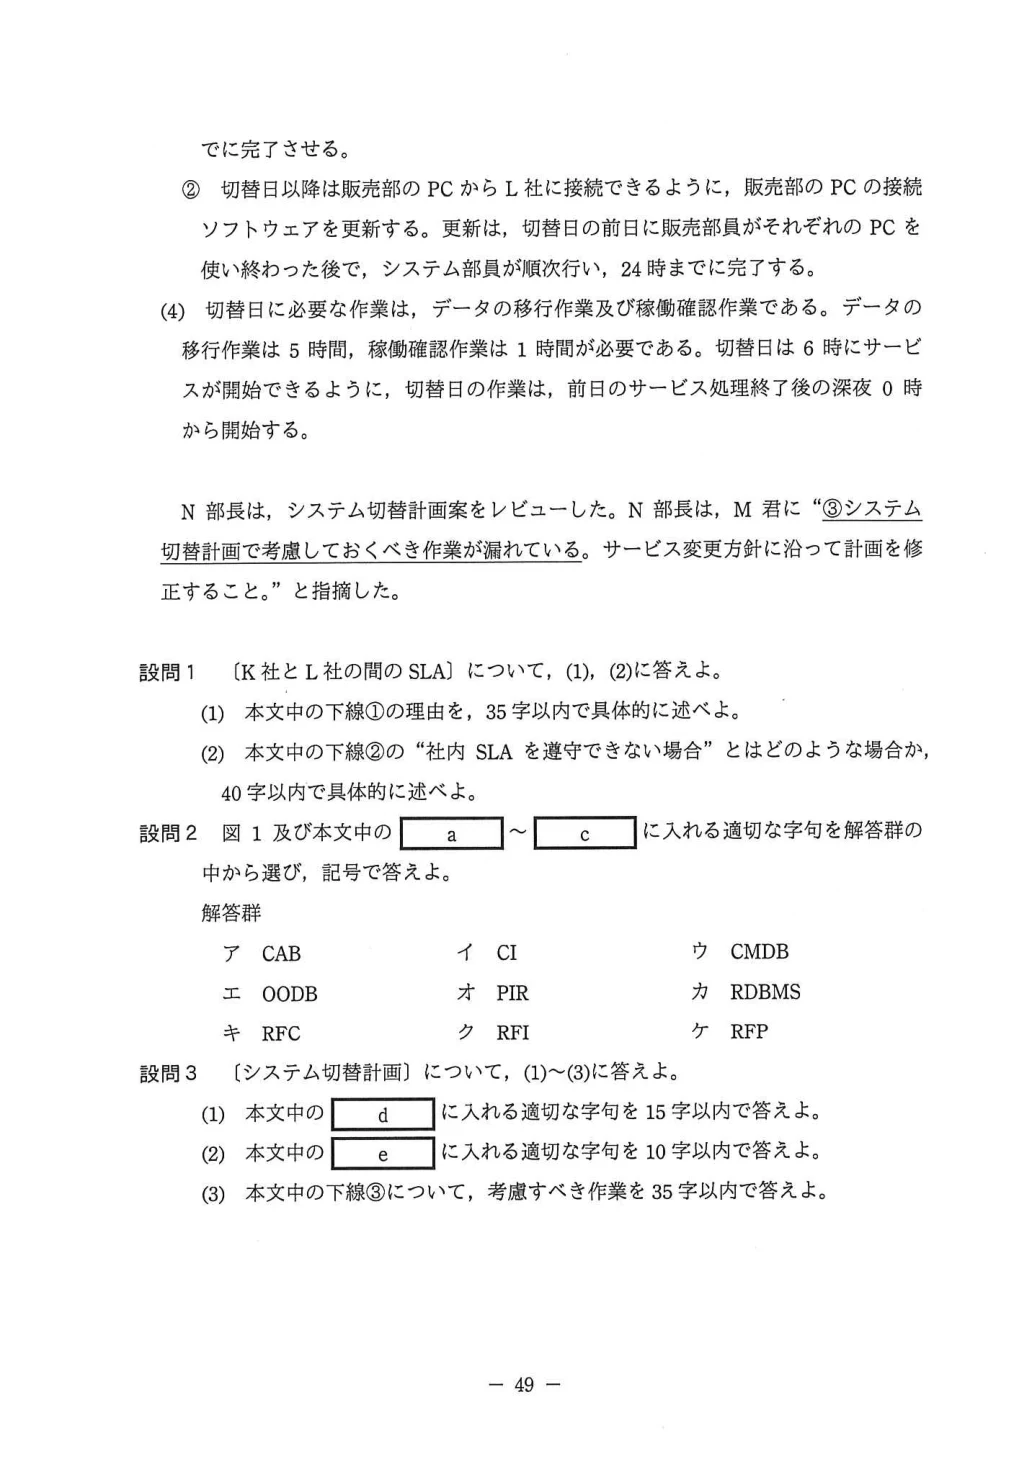 でに完了させる。
② 切替日以降は販売部の PC から L 社に接続できるように，販売部の PC の接続
ソフトウェアを更新する。更新は，切替日の前日に販売部員がそれぞれの PC を
使い終わった後で，システム部員が順次行い，24 時までに完了する。
(4) 切替日に必要な作業は，データの移行作業及び稼働確認作業である。データの
移行作業は 5 時間，稼働確認作業は 1 時間が必要である。切替日は 6 時にサービ
スが開始できるように，切替日の作業は，前日のサービス処理終了後の深夜 0 時
から開始する。
N 部長は，システム切替計画案をレビューした。N 部長は，M 君に “③システム
切替計画で考慮しておくべき作業が漏れている。サービス変更方針に沿って計画を修
正すること。” と指摘した。
設問1 〔K 社と L 社の間の SLA〕について，(1)，(2)に答えよ。
(1) 本文中の下線①の理由を，35 字以内で具体的に述べよ。
(2) 本文中の下線②の “社内 SLA を遵守できない場合” とはどのような場合か，
40 字以内で具体的に述べよ。
設問2 図 1 及び本文中の a ～ c に入れる適切な字句を解答群の
中から選び，記号で答えよ。
解答群
ア CAB イ CI ウ CMDB
エ OODB オ PIR カ RDBMS
キ RFC ク RFI ケ RFP
設問3 〔システム切替計画〕について，(1)～(3)に答えよ。
(1) 本文中の d に入れる適切な字句を 15 字以内で答えよ。
(2) 本文中の e に入れる適切な字句を 10 字以内で答えよ。
(3) 本文中の下線③について，考慮すべき作業を 35 字以内で答えよ。
— 49 —